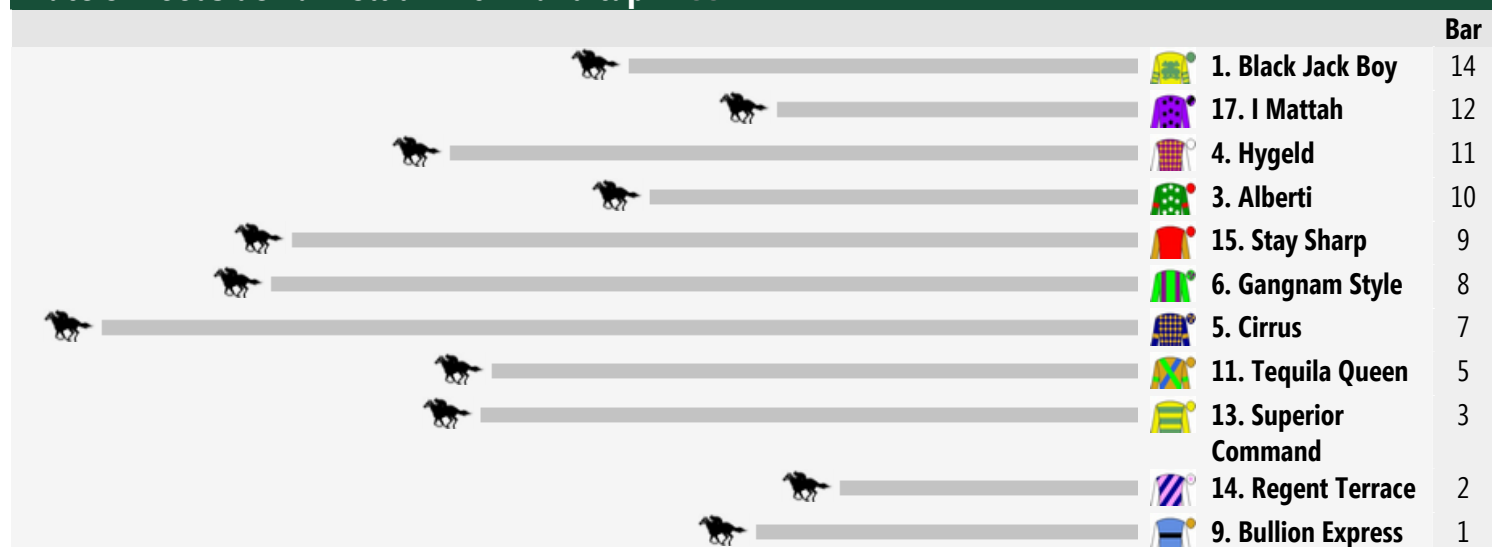 Bar
1. Black Jack Boy 14
17. I Mattah 12
4. Hygeld 11
3. Alberti 10
15. Stay Sharp 9
6. Gangnam Style 8
5. Cirrus 7
11. Tequila Queen 5
13. Superior 3
Command
14. Regent Terrace 2
9. Bullion Express 1